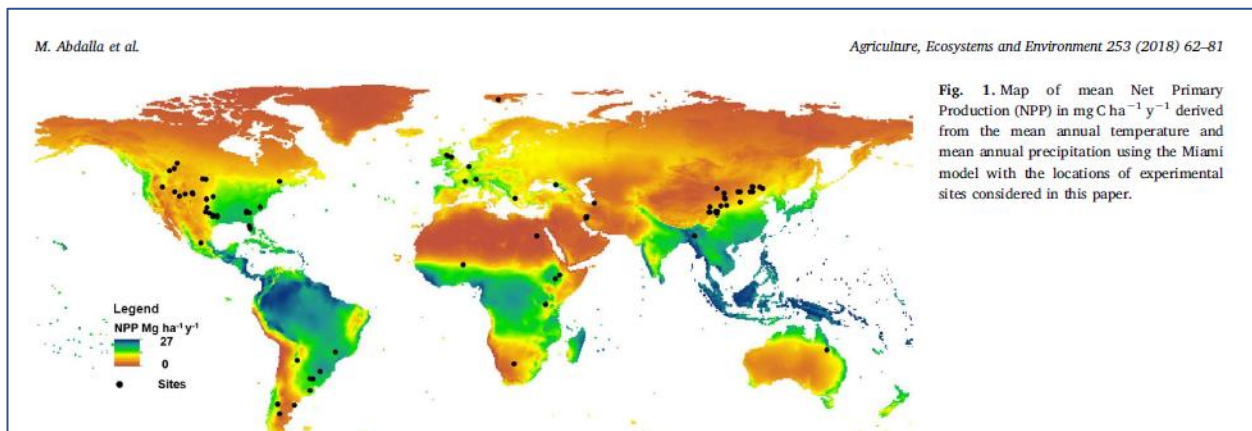 M. Abdalla et al.
Agriculture, Ecosystems and Environment 253 (2018) 62–81
Fig. 1. Map of mean Net Primary
Production (NPP) in mg C ha⁻¹ y⁻¹ derived
from the mean annual temperature and
mean annual precipitation using the Miami
model with the locations of experimental
sites considered in this paper.
Legend
NPP Mg ha⁻¹ y⁻¹
27
0
Sites